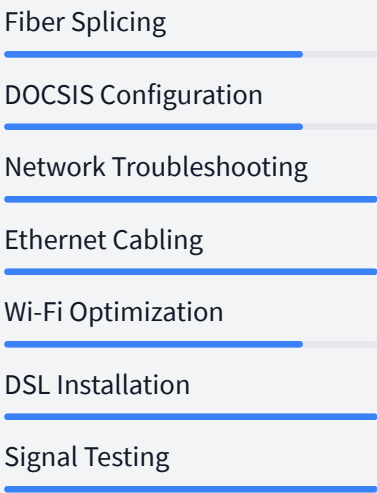 Fiber Splicing
DOCSIS Configuration
Network Troubleshooting
Ethernet Cabling
Wi-Fi Optimization
DSL Installation
Signal Testing